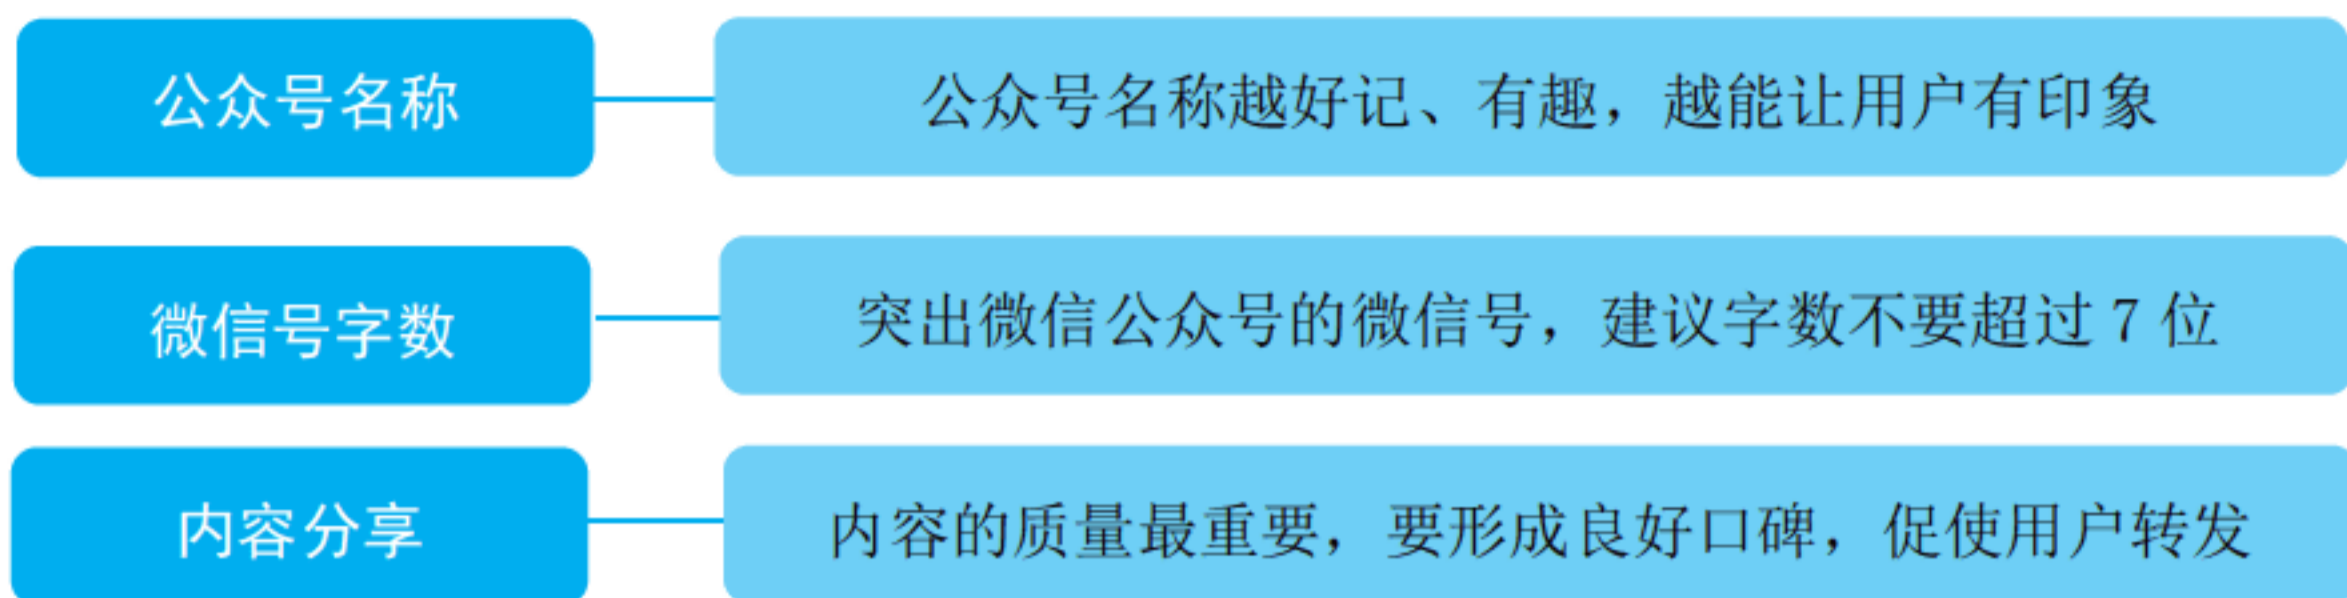 公众号名称
公众号名称越好记、有趣，越能让用户有印象
微信号字数
突出微信公众号的微信号，建议字数不要超过 7 位
内容分享
内容的质量最重要，要形成良好口碑，促使用户转发